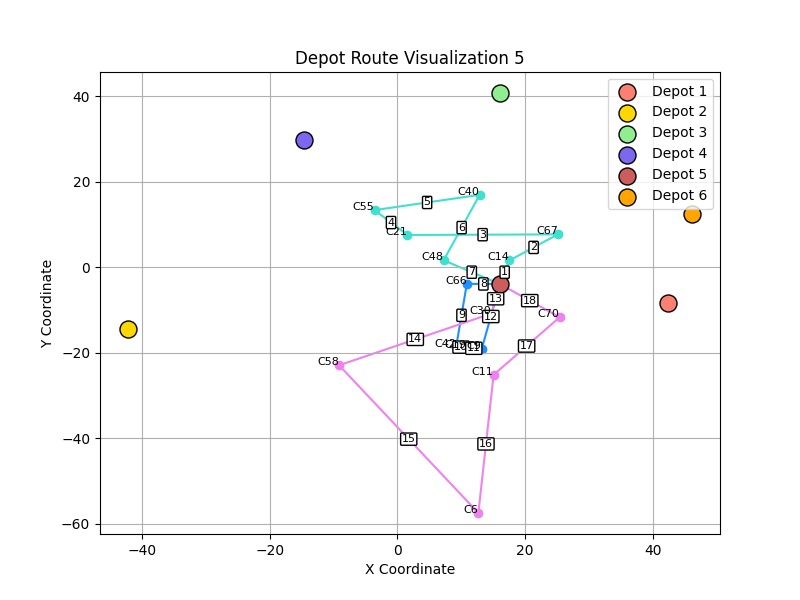 Depot Route Visualization 5
Depot 1
Depot 2
Depot 3
Depot 4
Depot 5
Depot 6
Y Coordinate
40
20
0
−20
−40
−60
C40
C55
5
4
6
C21
3
C67
2
C48
C14
7
1
C66
8
13
18
9
C30
12
C70
14
C42
10
11
17
C58
C11
15
16
C6
−40
−20
0
20
40
X Coordinate